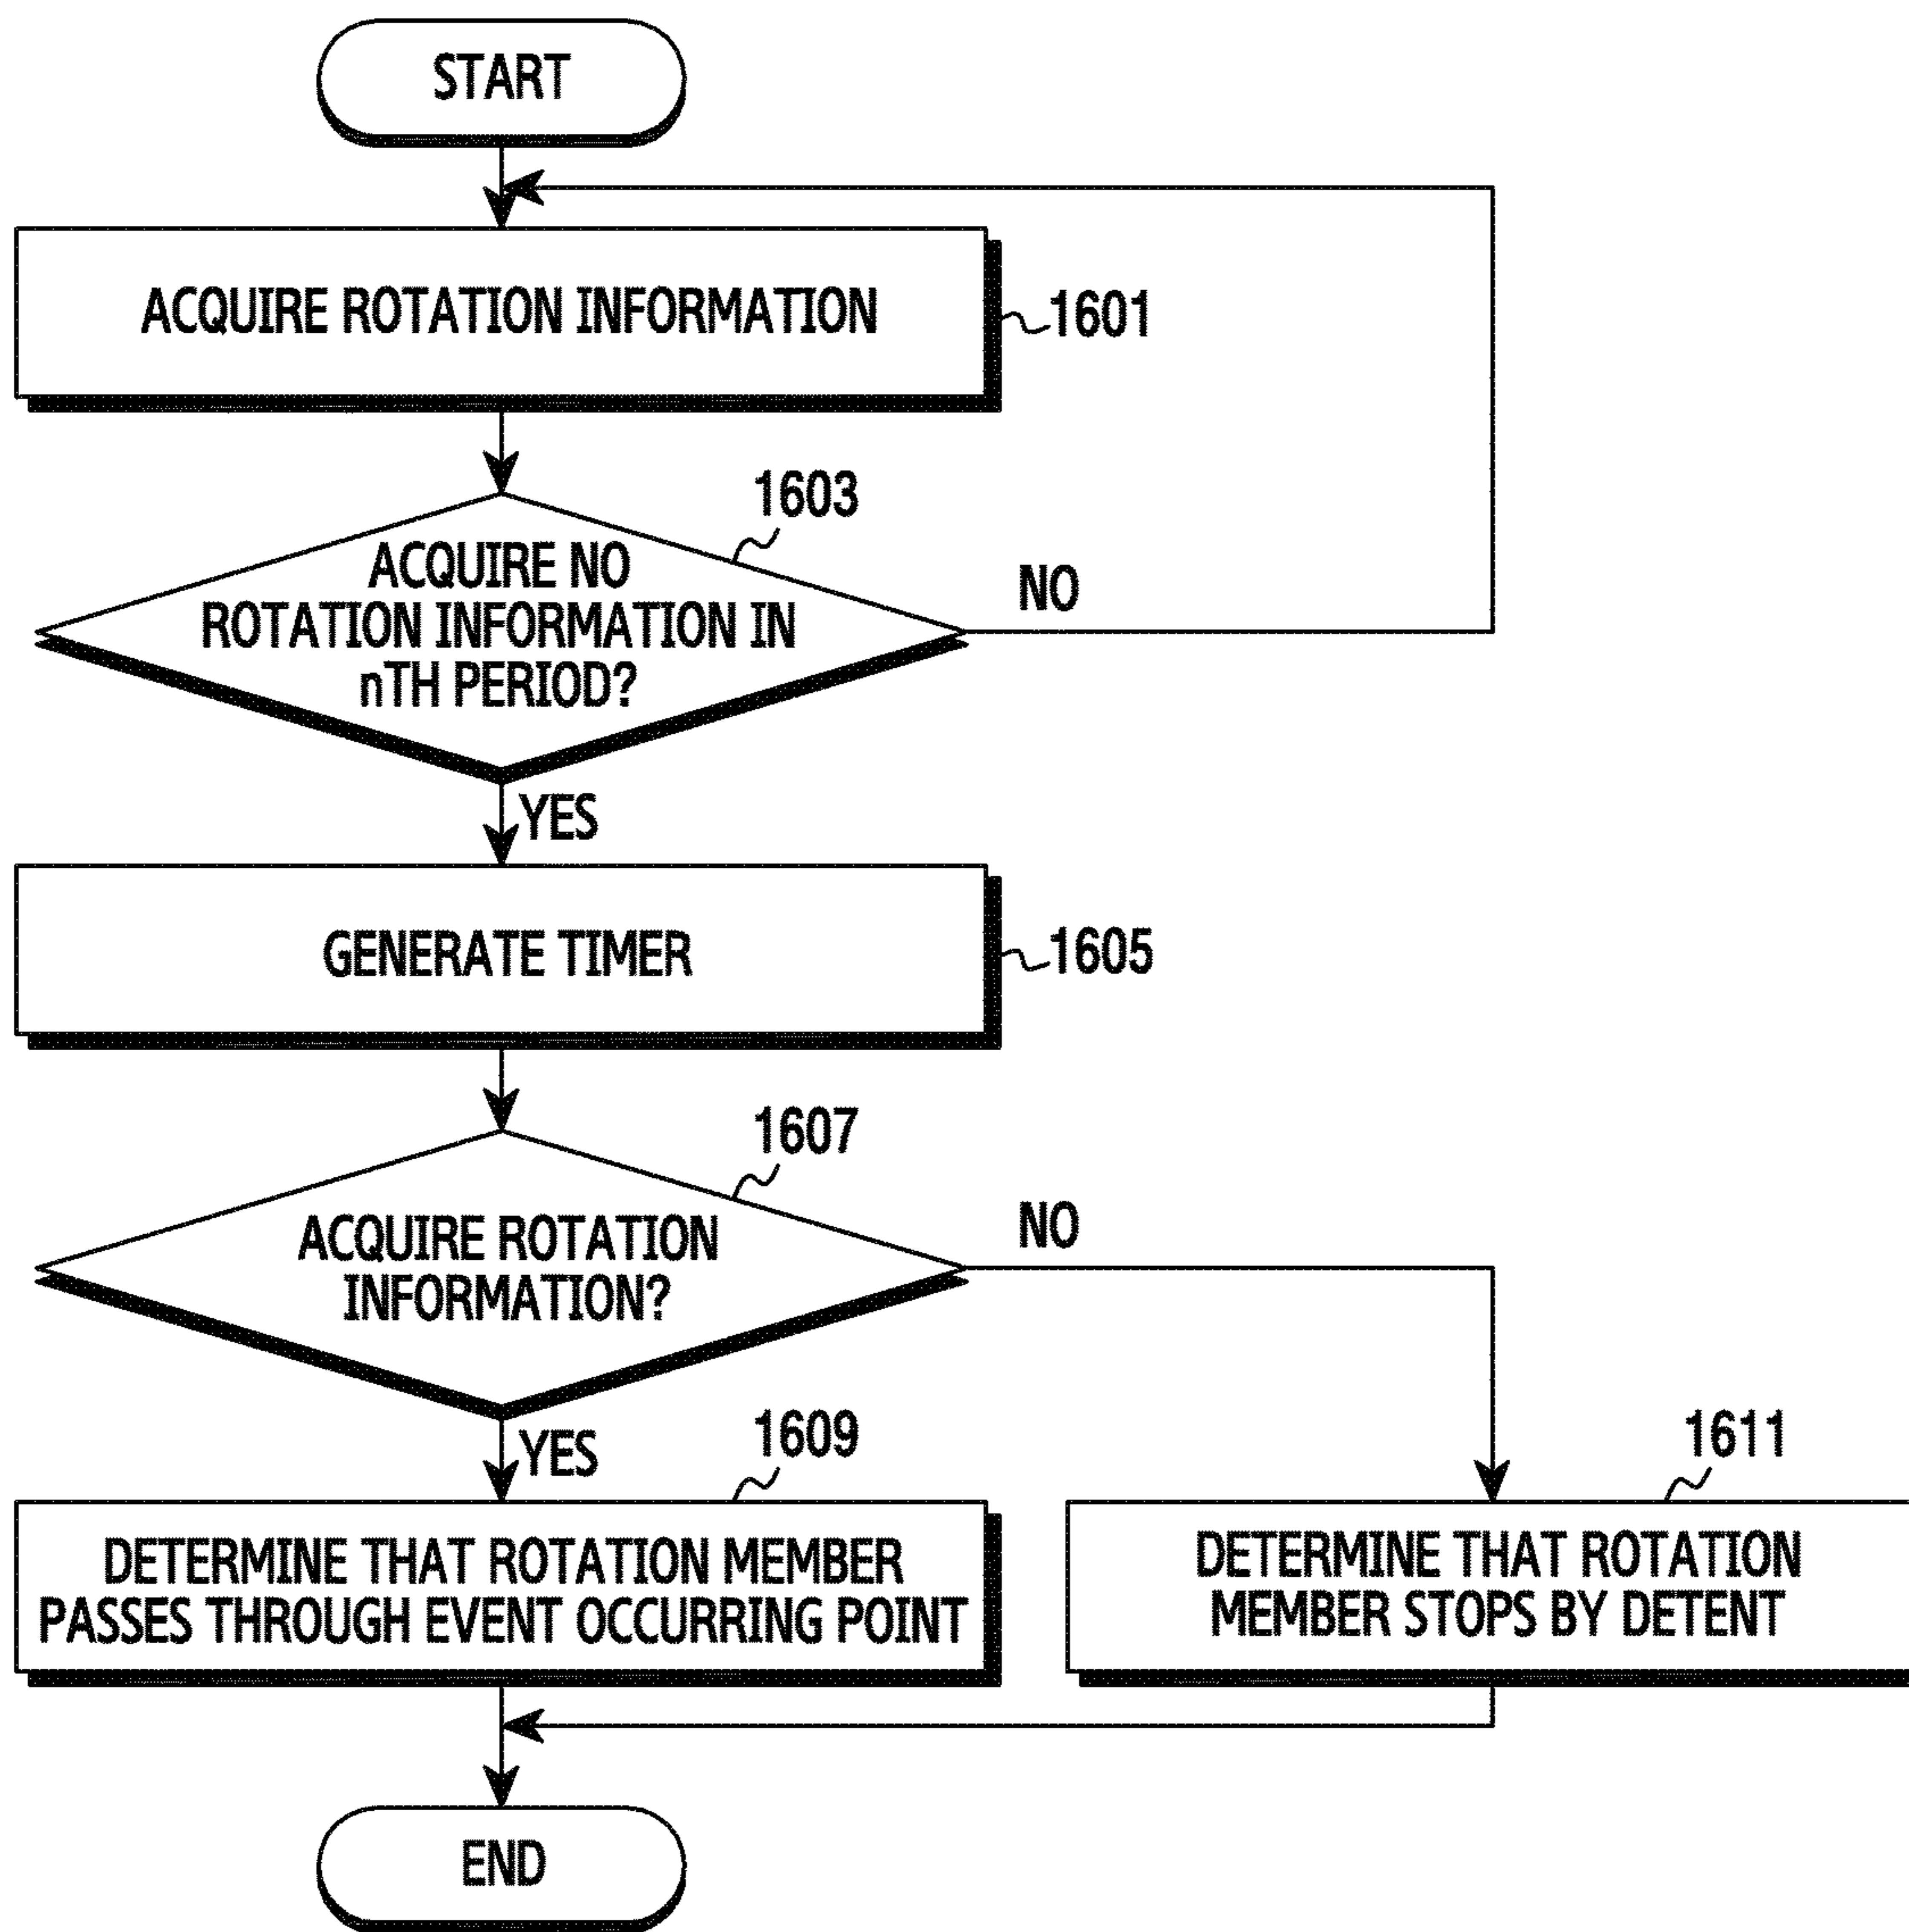 START
ACQUIRE ROTATION INFORMATION
1601
1603
ACQUIRE NO
ROTATION INFORMATION IN
nTH PERIOD?
NO
YES
GENERATE TIMER
1605
1607
ACQUIRE ROTATION
INFORMATION?
NO
YES
1609
DETERMINE THAT ROTATION MEMBER
PASSES THROUGH EVENT OCCURRING POINT
1611
DETERMINE THAT ROTATION
MEMBER STOPS BY DETENT
END